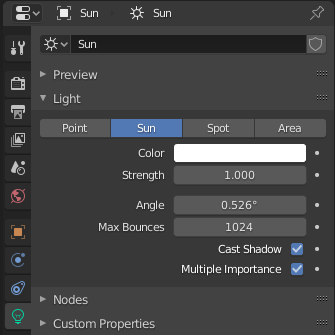 Sun Sun
Sun
Preview
Light
Point Sun Spot Area
Color
Strength 1.000
Angle 0.526°
Max Bounces 1024
Cast Shadow
Multiple Importance
Nodes
Custom Properties